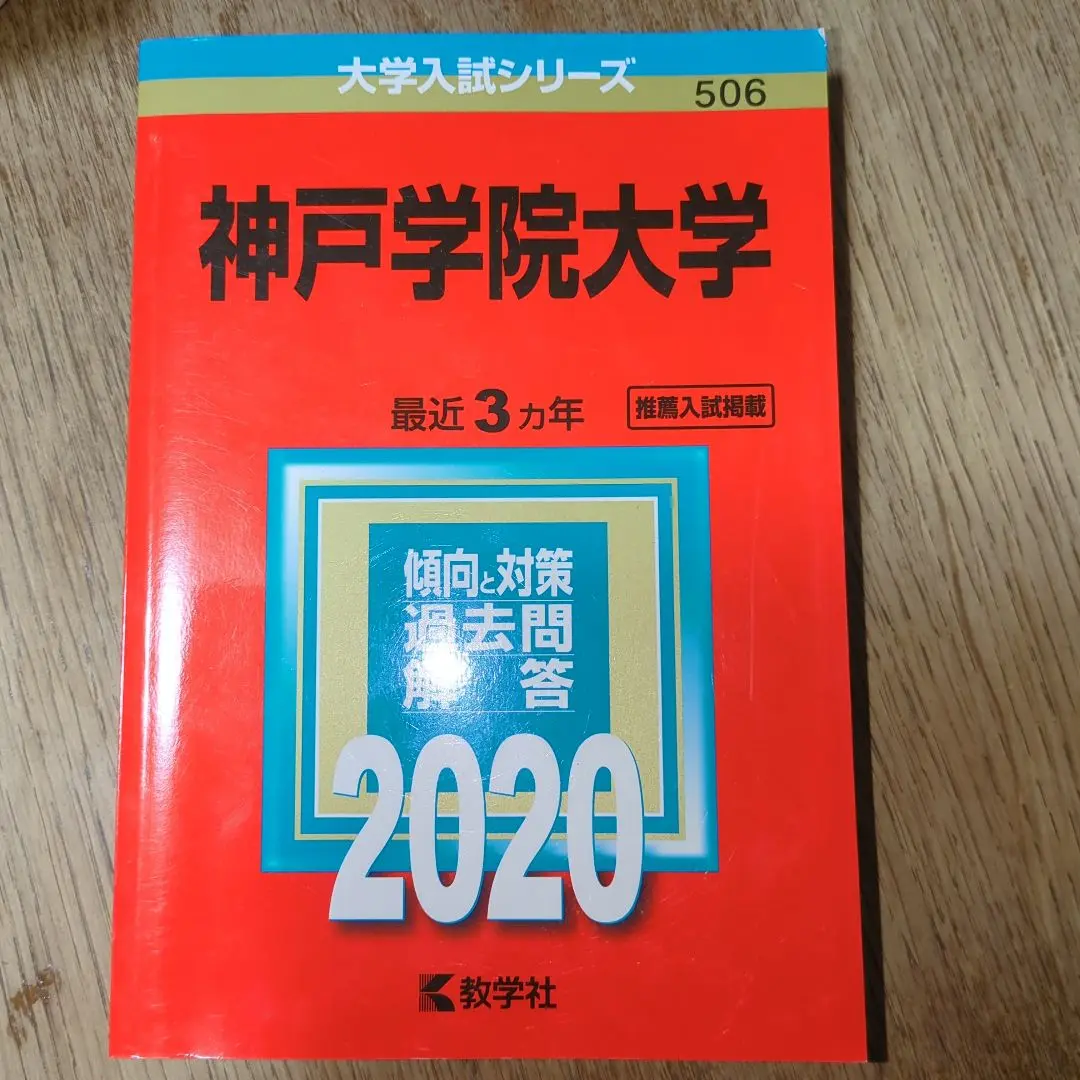 大学入試シリーズ
506
神戸学院大学
最近3カ年
推薦入試掲載
傾向と対策
過去問
解答
2020
教学社